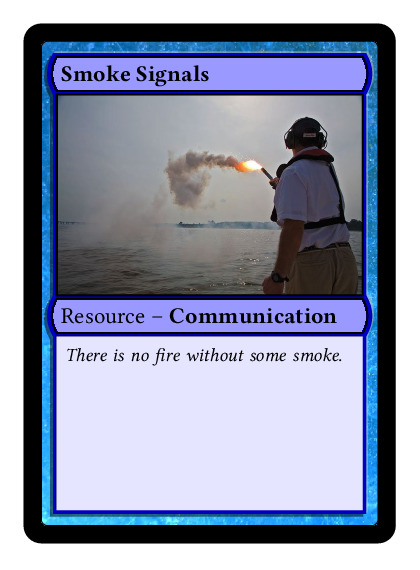 Smoke Signals
Resource – Communication
There is no fire without some smoke.